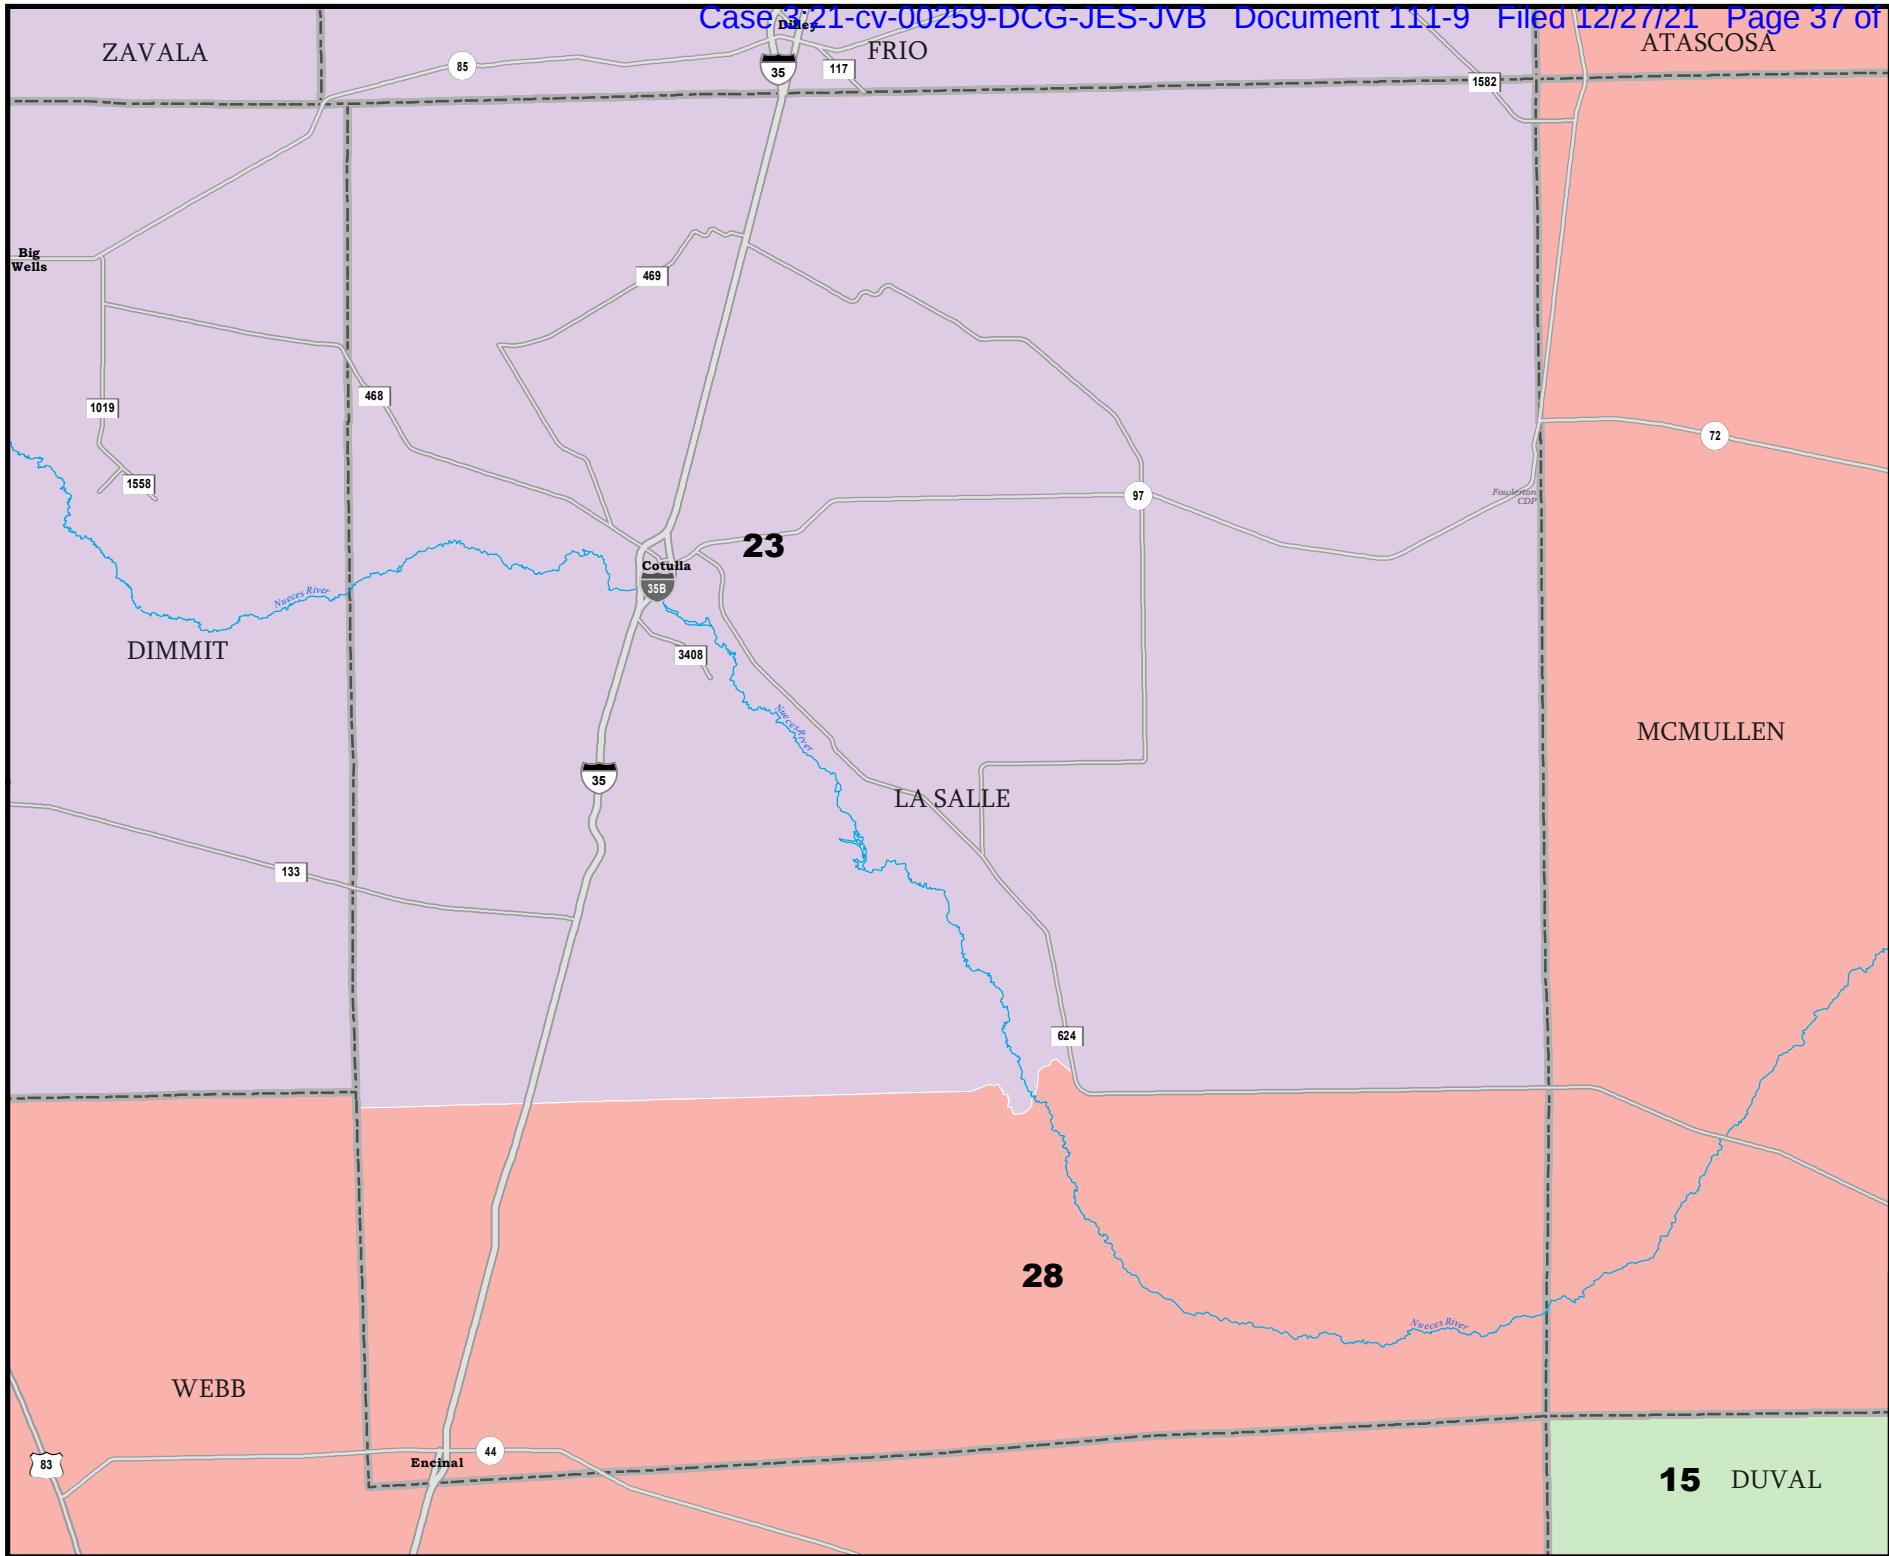 Case 3:21-cv-00259-DCG-JES-JVB Document 111-9 Filed 12/27/21 Page 37 of
Dilley
ZAVALA
FRIO
ATASCOSA
85
35
117
1582
Big
Wells
469
468
1019
72
1558
97
Fowlerton
CDP
23
Cotulla
35B
Nueces River
DIMMIT
3408
Nueces River
MCMULLEN
35
LA SALLE
133
624
28
Nueces River
WEBB
44
Encinal
83
15 DUVAL